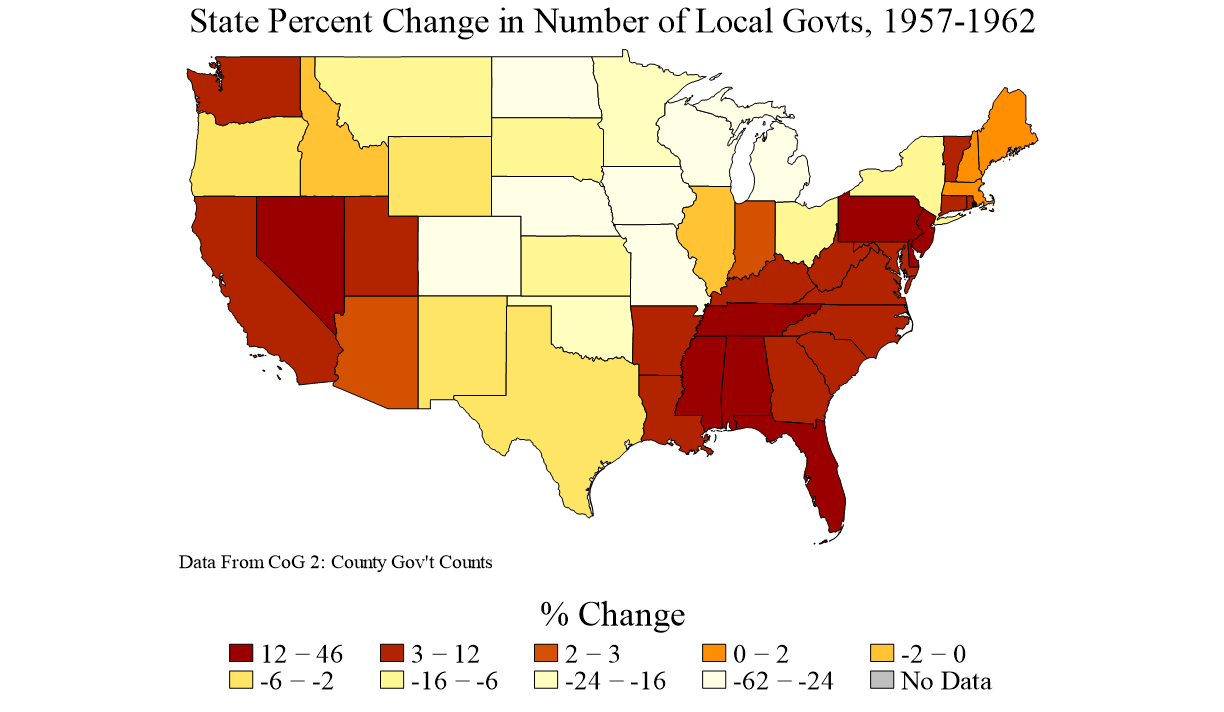 State Percent Change in Number of Local Govts, 1957-1962
Data From CoG 2: County Gov't Counts
% Change
12 − 46 3 − 12 2 − 3 0 − 2 -2 − 0
-6 − -2 -16 − -6 -24 − -16 -62 − -24 No Data